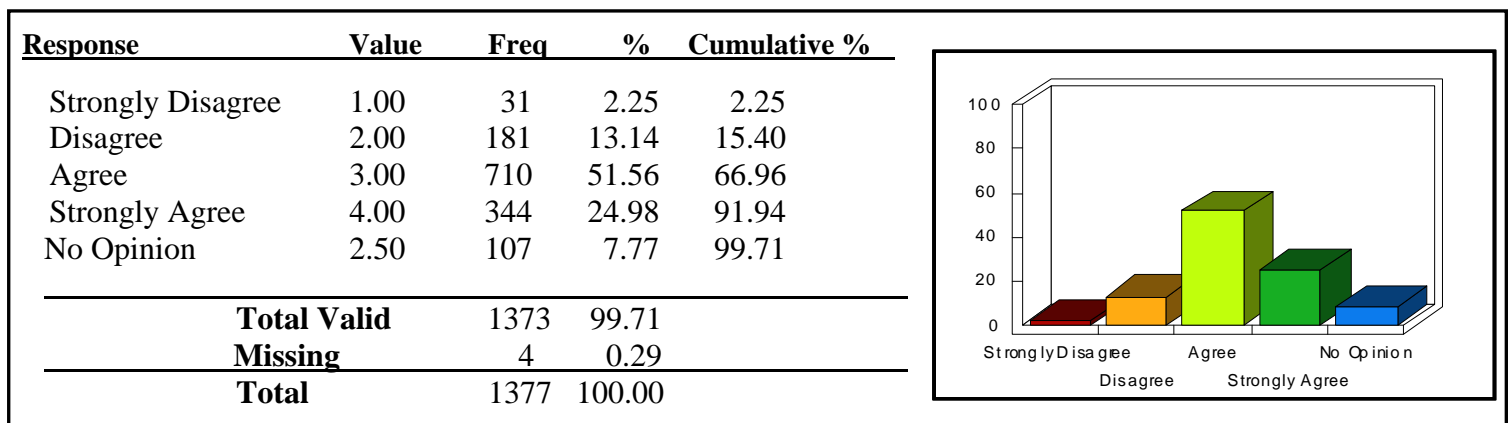 Response Value Freq % Cumulative %
Strongly Disagree 1.00 31 2.25 2.25
Disagree 2.00 181 13.14 15.40
Agree 3.00 710 51.56 66.96
Strongly Agree 4.00 344 24.98 91.94
No Opinion 2.50 107 7.77 99.71
Total Valid 1373 99.71
Missing 4 0.29
Total 1377 100.00
100
80
60
40
20
0
Strongly Disagree Agree No Opinion
Disagree Strongly Agree